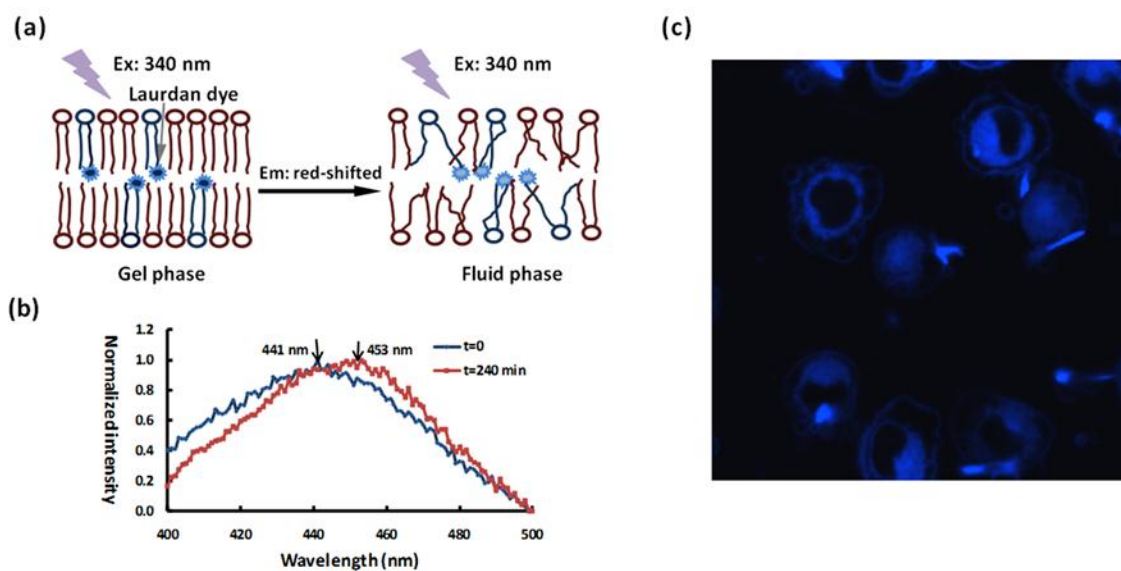 (a)
Ex: 340 nm
Laurdan dye
Gel phase
Em: red-shifted
Ex: 340 nm
Fluid phase
(b)
Normalized intensity
1.2
1.0
0.8
0.6
0.4
0.2
0.0
441 nm
453 nm
t=0
t=240 min
400 420 440 460 480 500
Wavelength (nm)
(c)